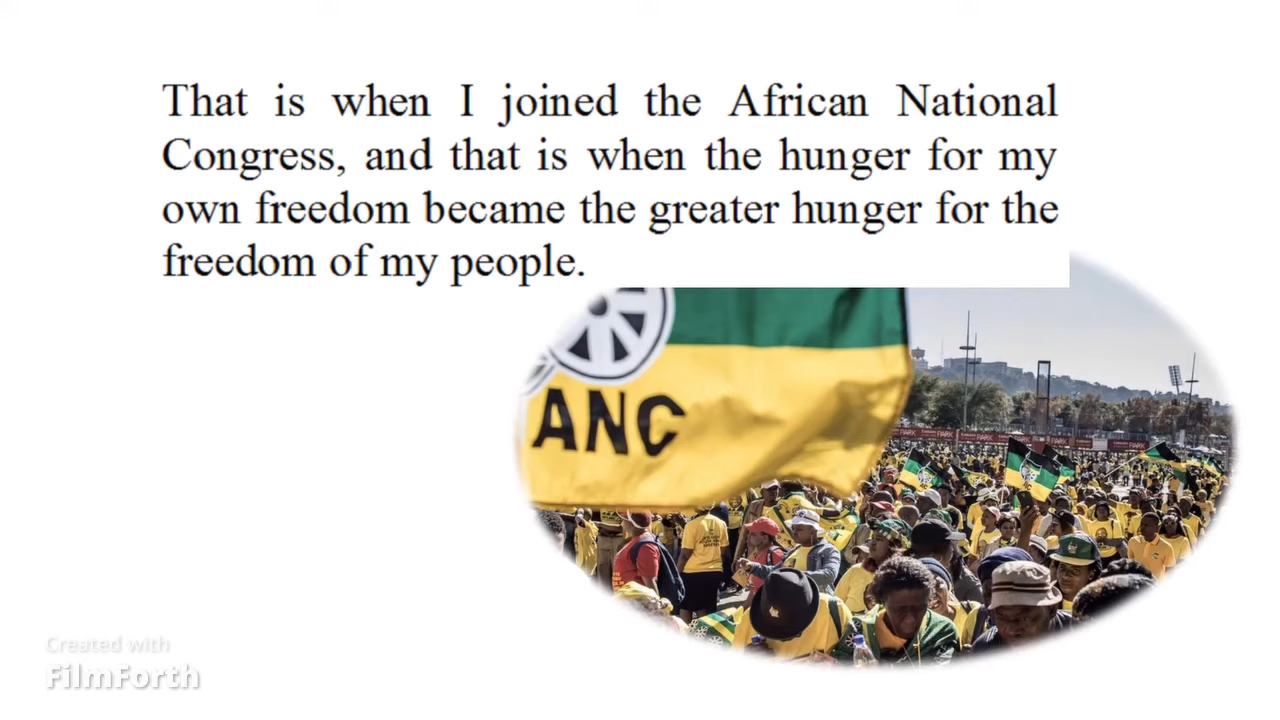 That is when I joined the African National
Congress, and that is when the hunger for my
own freedom became the greater hunger for the
freedom of my people.
ANC
Created with
FilmForth